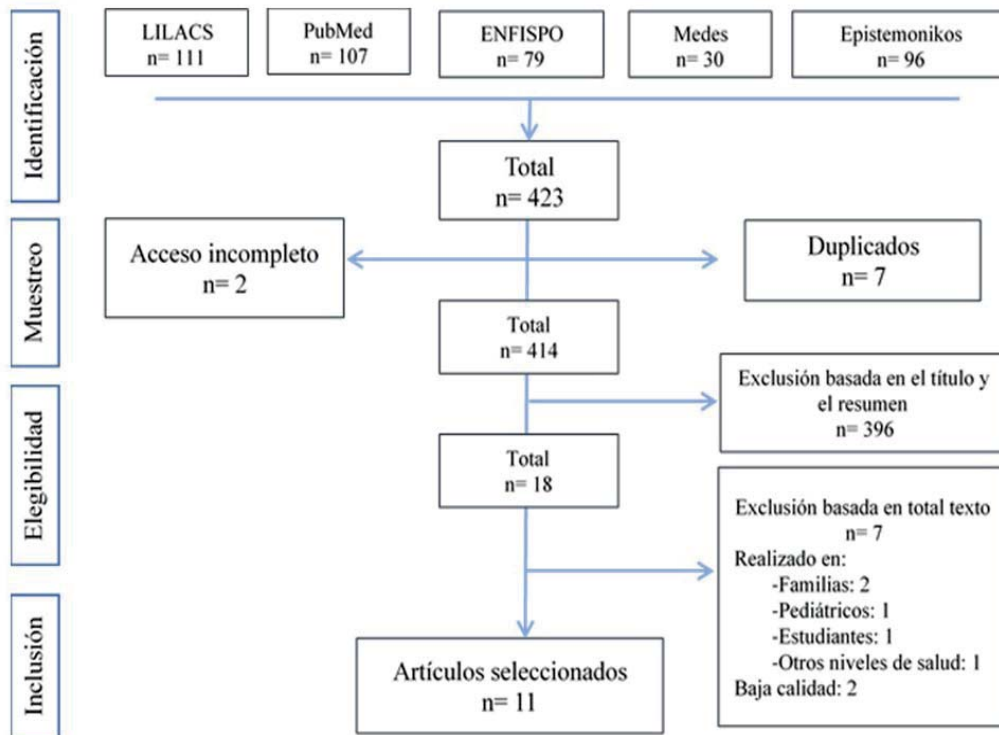 Identificación
LILACS
n= 111
PubMed
n= 107
ENFISPO
n= 79
Medes
n= 30
Epistemonikos
n= 96
Total
n= 423
Muestreo
Acceso incompleto
n= 2
Duplicados
n= 7
Total
n= 414
Elegibilidad
Exclusión basada en el título y
el resumen
n= 396
Total
n= 18
Exclusión basada en total texto
n= 7
Realizado en:
-Familias: 2
-Pediátricos: 1
-Estudiantes: 1
-Otros niveles de salud: 1
Baja calidad: 2
Inclusión
Artículos seleccionados
n= 11